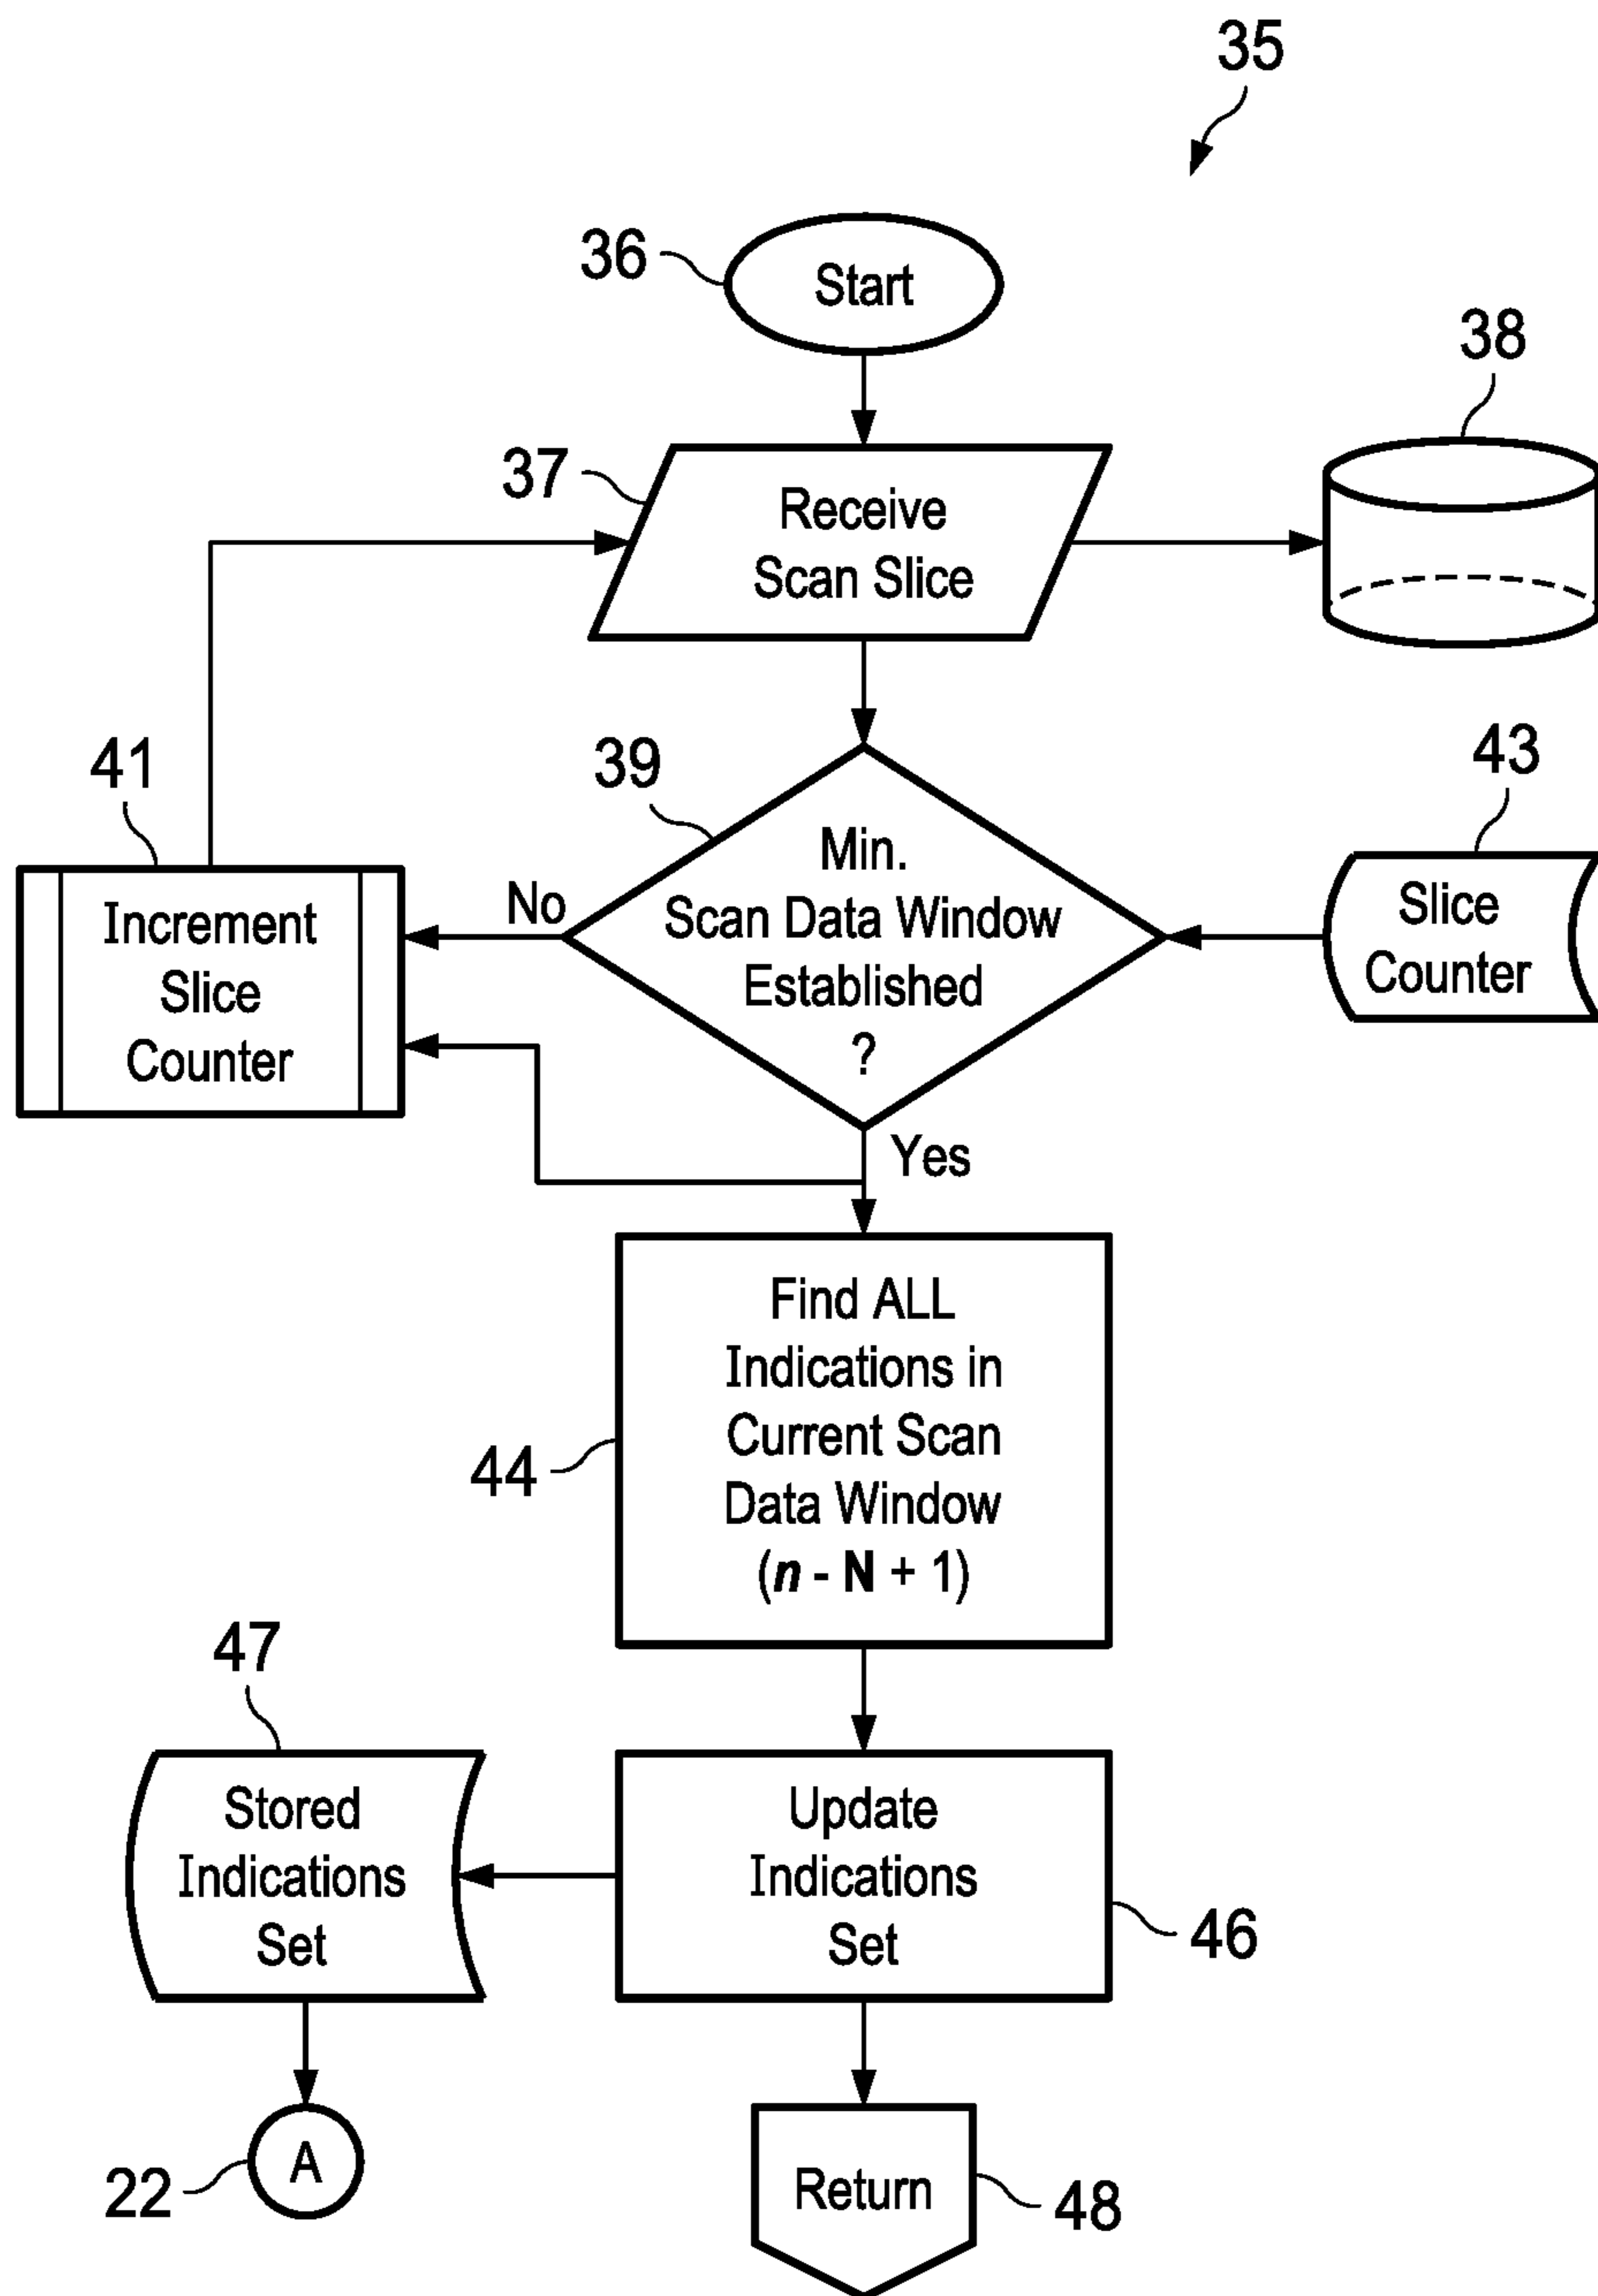 35
36
Start
38
37
Receive
Scan Slice
41
39
43
Min.
Scan Data Window
Established
?
No
Slice
Counter
Increment
Slice
Counter
Yes
Find ALL
Indications in
Current Scan
Data Window
(n - N + 1)
44
47
Stored
Indications
Set
Update
Indications
Set
46
22
A
Return
48